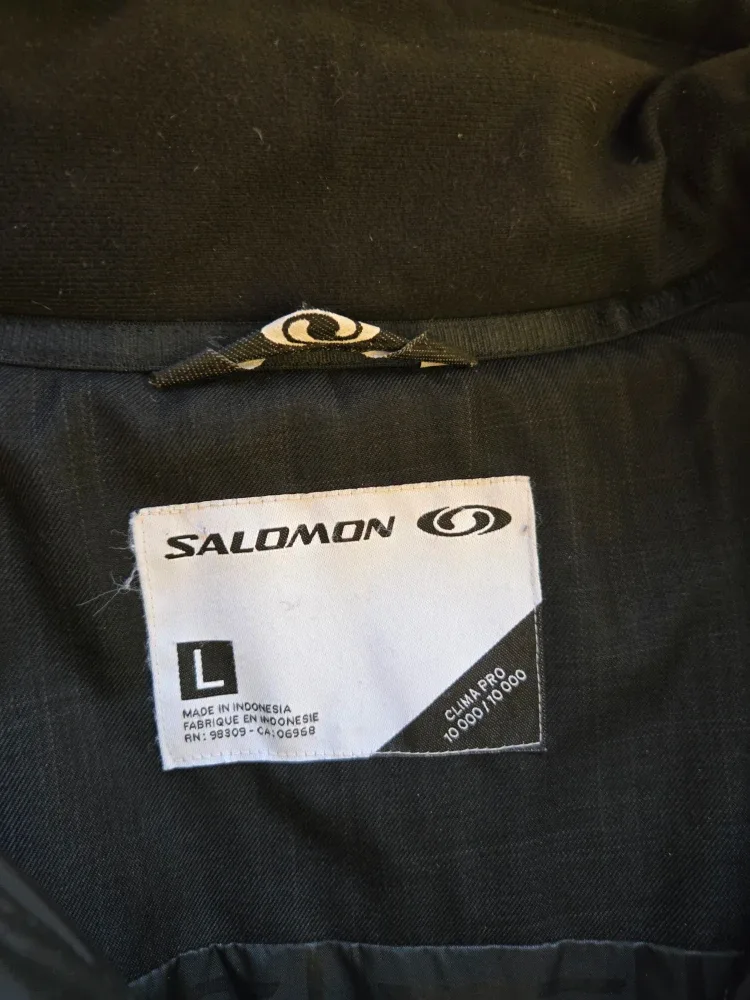 SALOMON
L
MADE IN INDONESIA
FABRIQUE EN INDONESIE
RN: 98309 - CA: 06968
CLIMA PRO
10 000 / 10 000